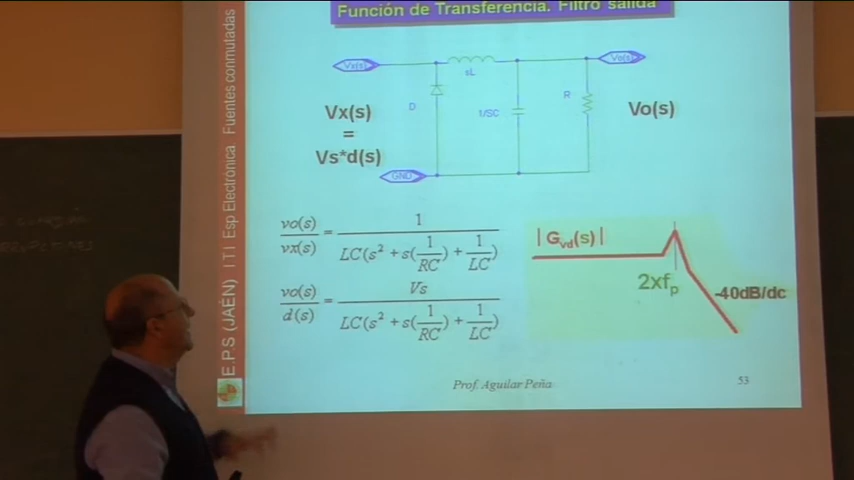 Función de Transferencia. Filtro salida
E.P.S (JAÉN) I T I Esp Electrónica Fuentes conmutadas
Vx(s)
Vo(s)
sL
D
1/SC
R
GND
Vx(s)
=
Vs*d(s)
Vo(s)
vo(s)/vx(s) = 1/LC(s² + s(1/RC) + 1/LC)
vo(s)/d(s) = Vs/LC(s² + s(1/RC) + 1/LC)
|Gvd(s)|
2xfp
-40dB/dc
Prof. Aguilar Peña
53